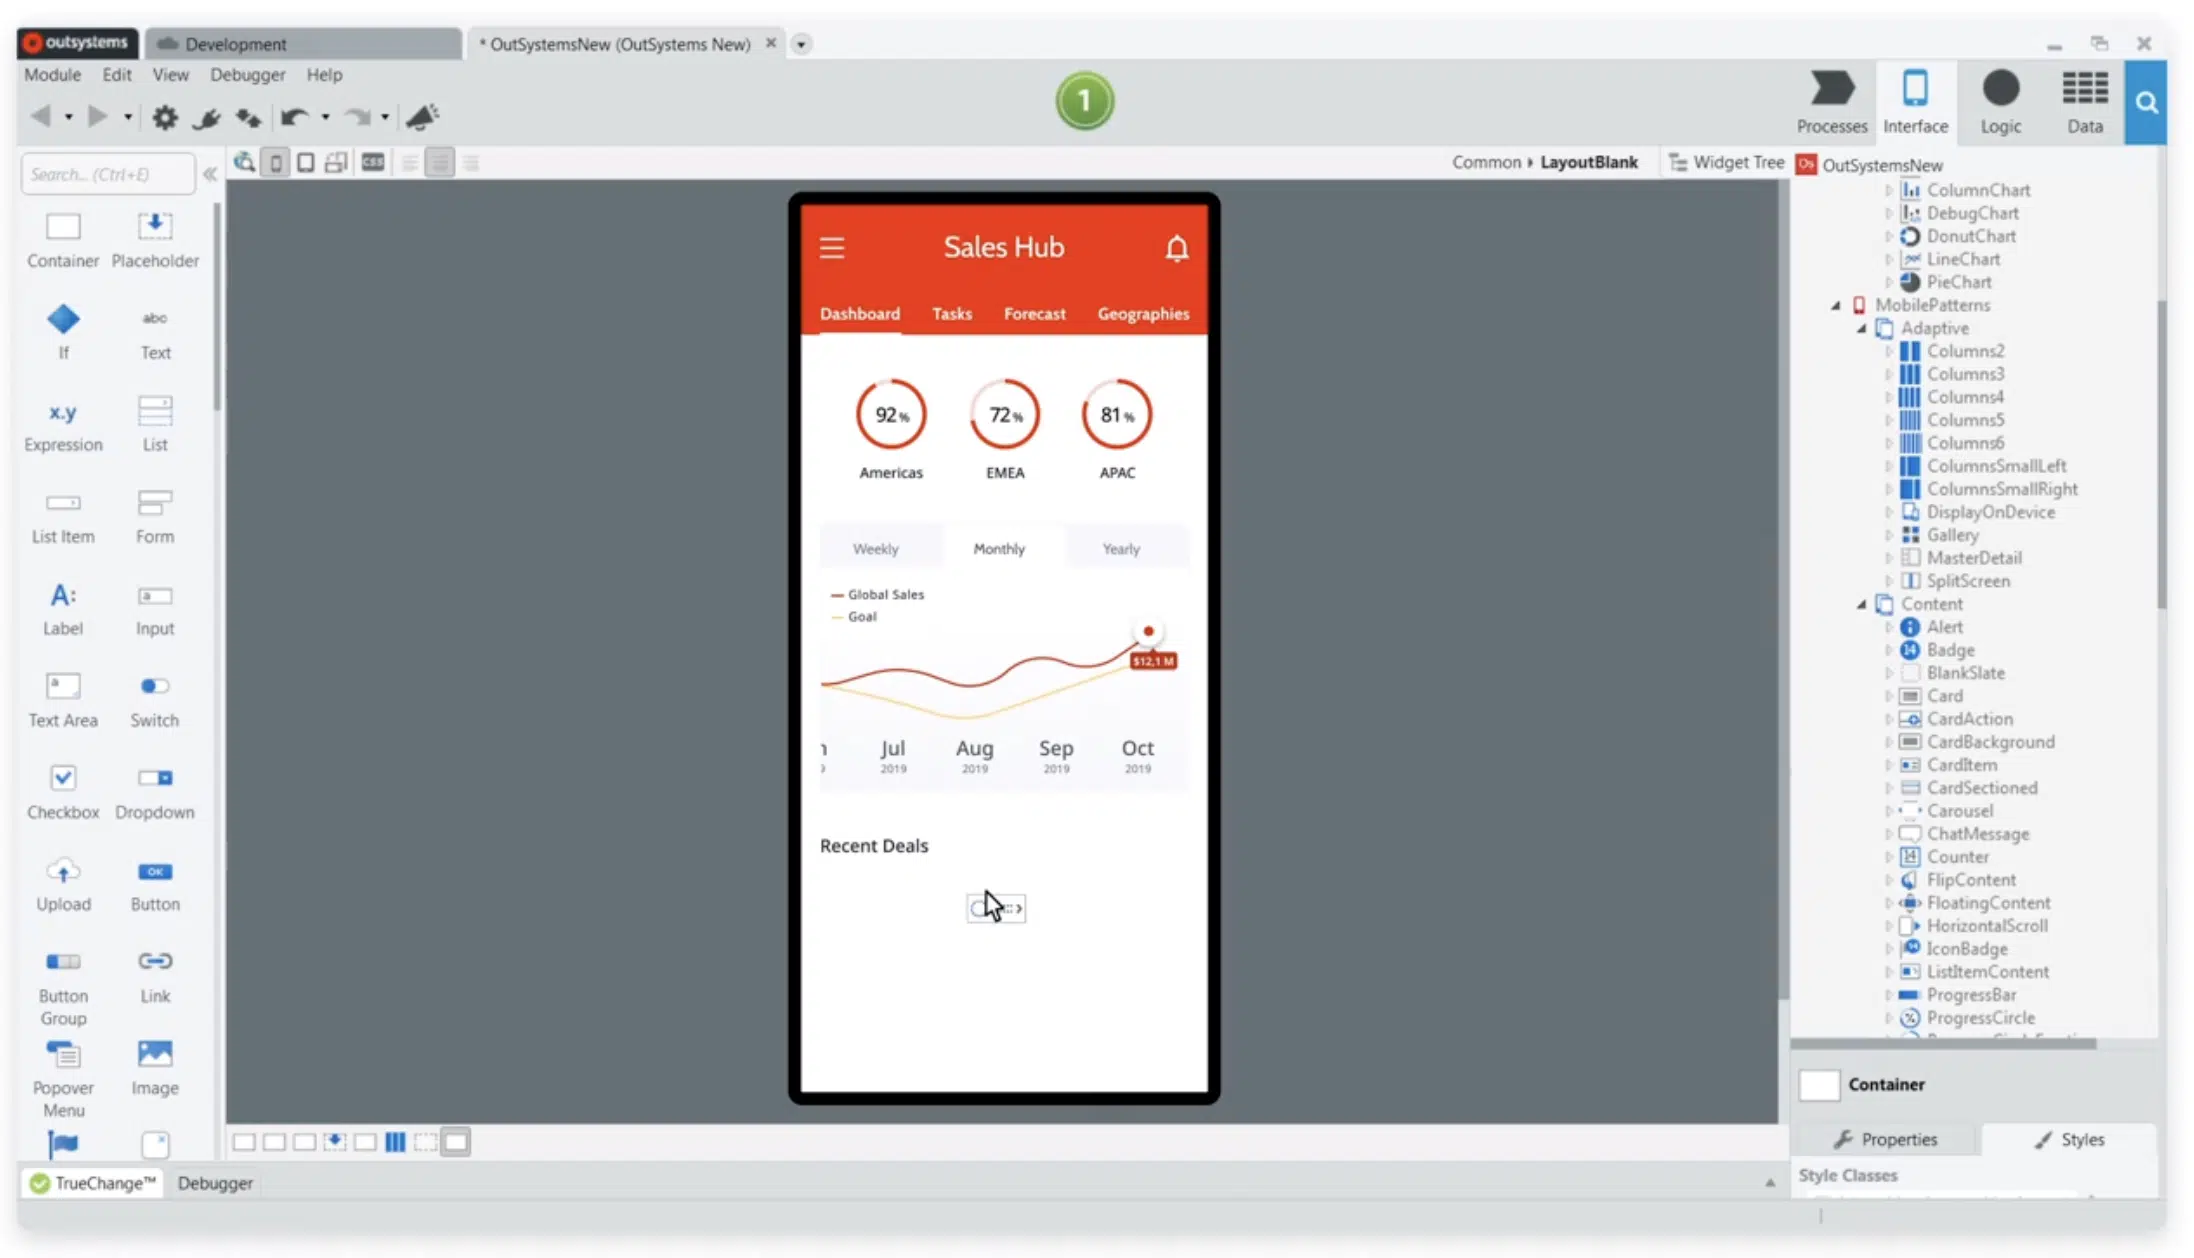 outsystems
Development
* OutSystemsNew (OutSystems New)
Module Edit View Debugger Help
1
Processes Interface Logic Data
Search... (Ctrl+E)
CSS
Common LayoutBlank
Widget Tree
OutSystemsNew
Container Placeholder
If
abc
Text
x.y
Expression List
List Item Form
A:
Label
a
Input
a
Text Area Switch
Checkbox Dropdown
Upload
OK
Button
Button
Group
Link
Popover
Menu
Image
Sales Hub
Dashboard Tasks Forecast Geographies
92% 72% 81%
Americas EMEA APAC
Weekly Monthly Yearly
Global Sales
Goal
$12,1 M
Jul Aug Sep Oct
2019 2019 2019 2019
Recent Deals
ColumnChart
DebugChart
DonutChart
LineChart
PieChart
MobilePatterns
Adaptive
Columns2
Columns3
Columns4
Columns5
Columns6
ColumnsSmallLeft
ColumnsSmallRight
DisplayOnDevice
Gallery
MasterDetail
SplitScreen
Content
Alert
14 Badge
BlankSlate
Card
CardAction
CardBackground
CardItem
CardSectioned
Carousel
ChatMessage
14 Counter
FlipContent
FloatingContent
HorizontalScroll
IconBadge
ListItemContent
ProgressBar
% ProgressCircle
Container
Properties Styles
Style Classes
TrueChange™ Debugger